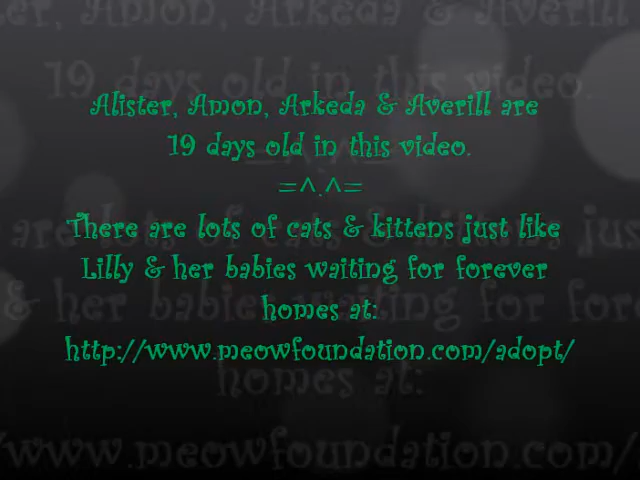 Alister, Amon, Arkeda & Averill are
19 days old in this video.
=^.^=
There are lots of cats & kittens just like
Lilly & her babies waiting for forever
homes at:
http://www.meowfoundation.com/adopt/